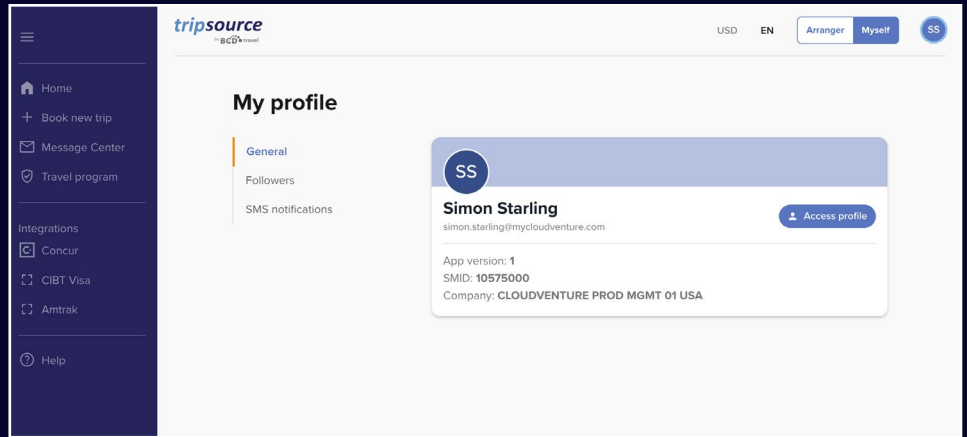 tripsource
by BCD travel
USD
EN
Arranger
Myself
SS
Home
Book new trip
Message Center
Travel program
Integrations
Concur
CIBT Visa
Amtrak
Help
My profile
General
Followers
SMS notifications
SS
Simon Starling
simon.starling@mycloudventure.com
Access profile
App version: 1
SMID: 10575000
Company: CLOUDVENTURE PROD MGMT 01 USA